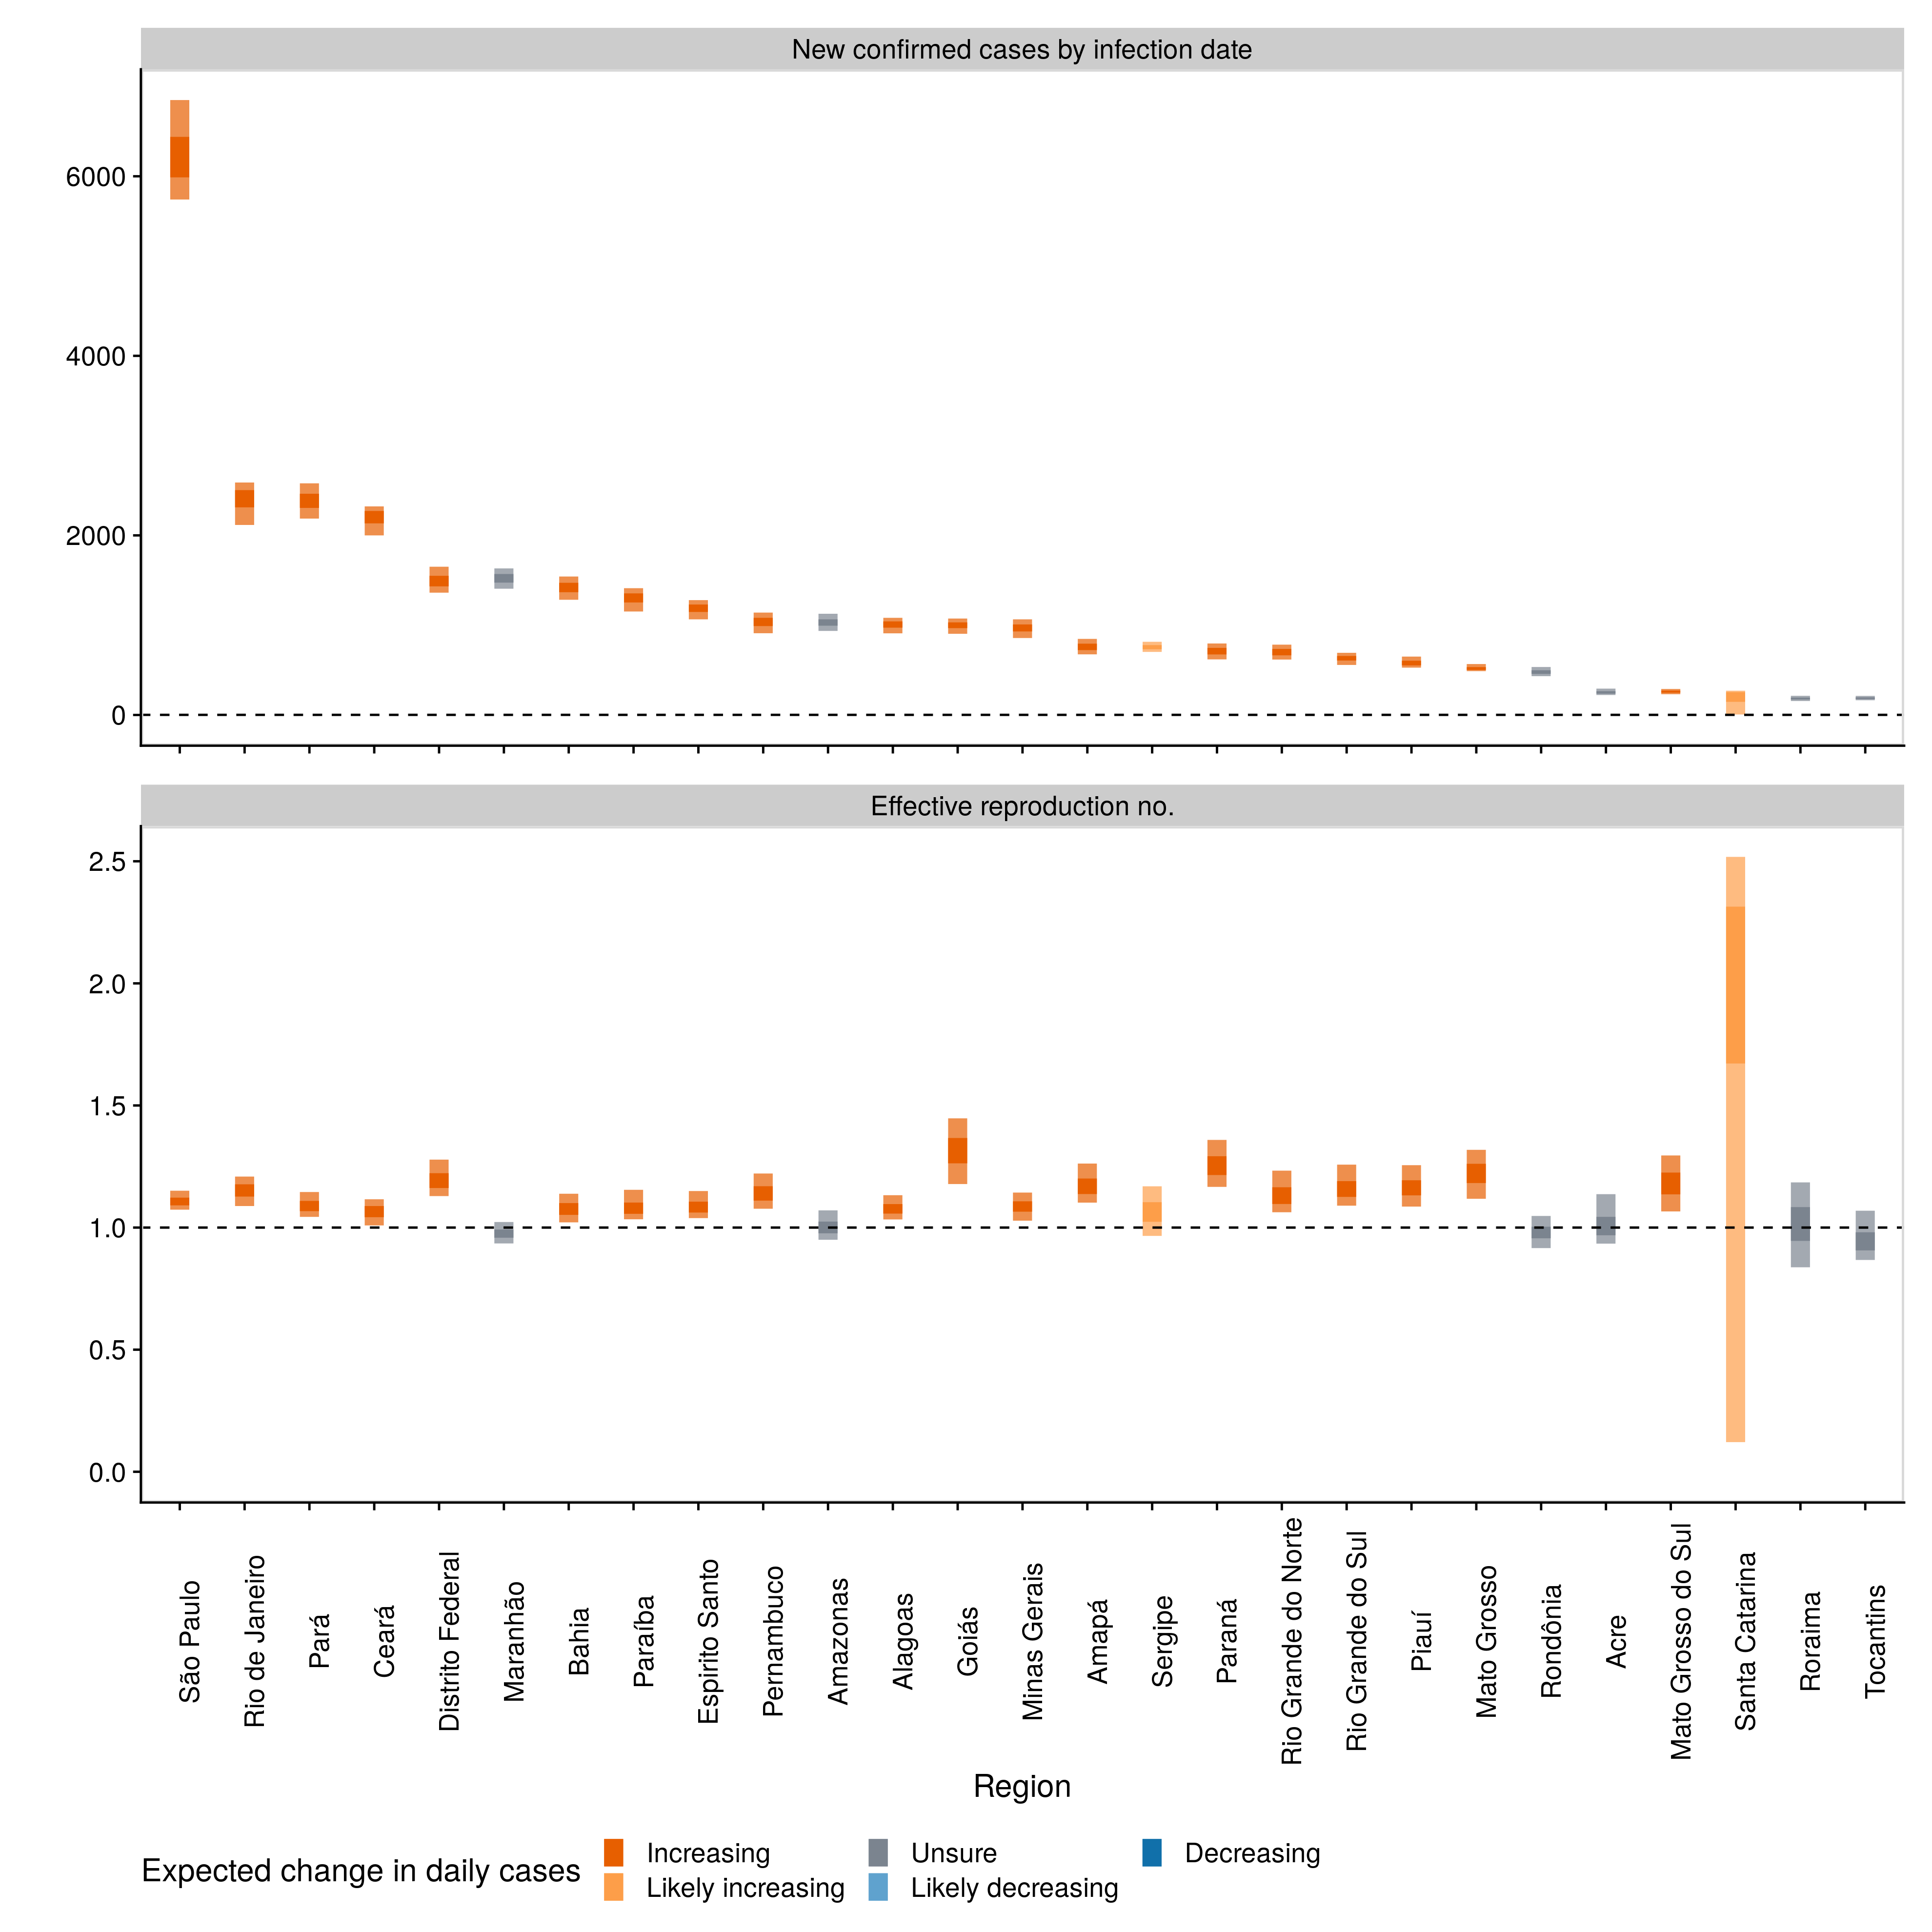 New confirmed cases by infection date
6000
4000
2000
0
Effective reproduction no.
2.5
2.0
1.5
1.0
0.5
0.0
São Paulo
Rio de Janeiro
Pará
Ceará
Distrito Federal
Maranhão
Bahia
Paraíba
Espirito Santo
Pernambuco
Amazonas
Alagoas
Goiás
Minas Gerais
Amapá
Sergipe
Paraná
Rio Grande do Norte
Rio Grande do Sul
Piauí
Mato Grosso
Rondônia
Acre
Mato Grosso do Sul
Santa Catarina
Roraima
Tocantins
Region
Expected change in daily cases
Increasing
Unsure
Decreasing
Likely increasing
Likely decreasing